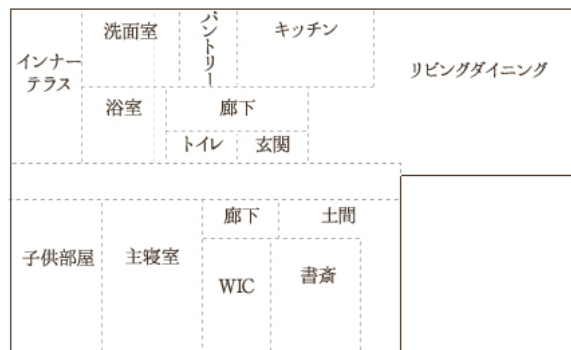 洗面室
パントリー
キッチン
インナー
テラス
リビングダイニング
浴室
廊下
トイレ
玄関
廊下
土間
子供部屋
主寝室
WIC
書斎